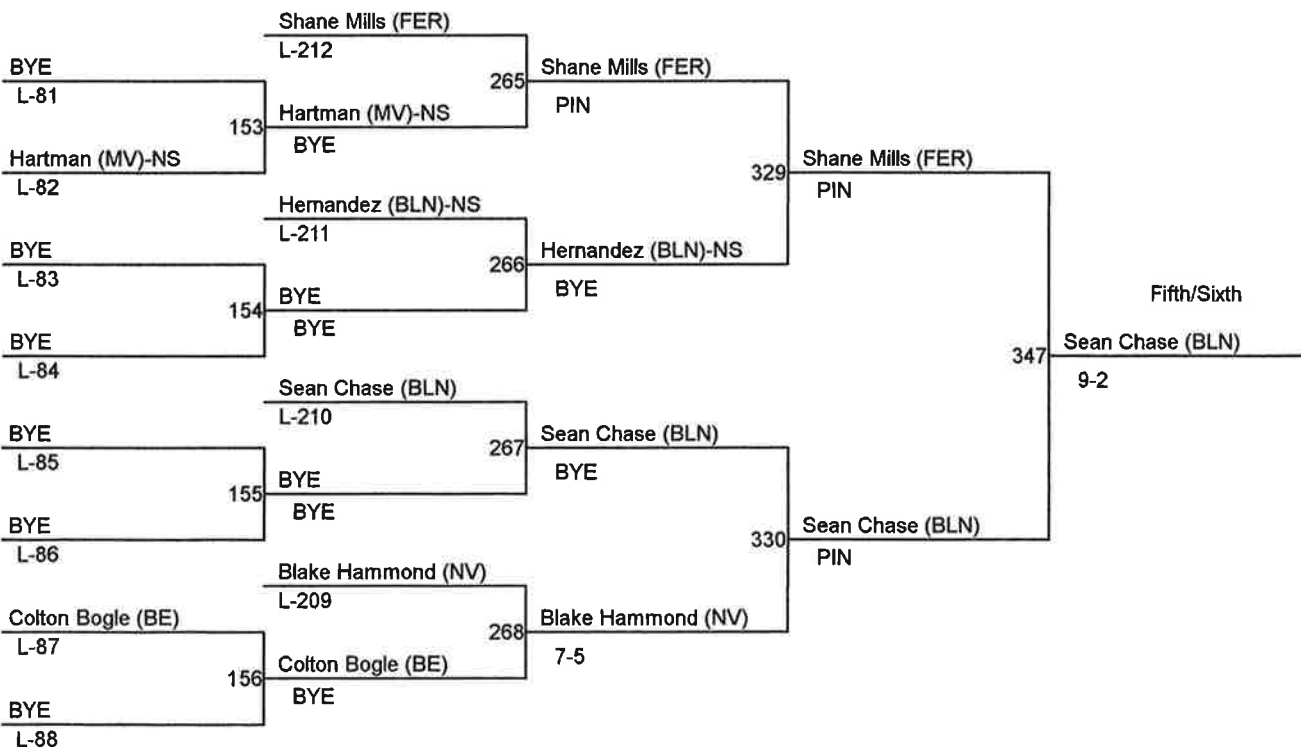 BYE
L-81
Hartman (MV)-NS
L-82
BYE
L-83
BYE
L-84
BYE
L-85
BYE
L-86
Colton Bogle (BE)
L-87
BYE
L-88
153
154
155
156
Shane Mills (FER)
L-212
Hartman (MV)-NS
BYE
Hernandez (BLN)-NS
L-211
BYE
BYE
Sean Chase (BLN)
L-210
BYE
BYE
Blake Hammond (NV)
L-209
Colton Bogle (BE)
BYE
265
266
267
268
Shane Mills (FER)
PIN
Hernandez (BLN)-NS
BYE
Sean Chase (BLN)
BYE
Blake Hammond (NV)
7-5
329
330
Shane Mills (FER)
PIN
Sean Chase (BLN)
PIN
347
Fifth/Sixth
Sean Chase (BLN)
9-2